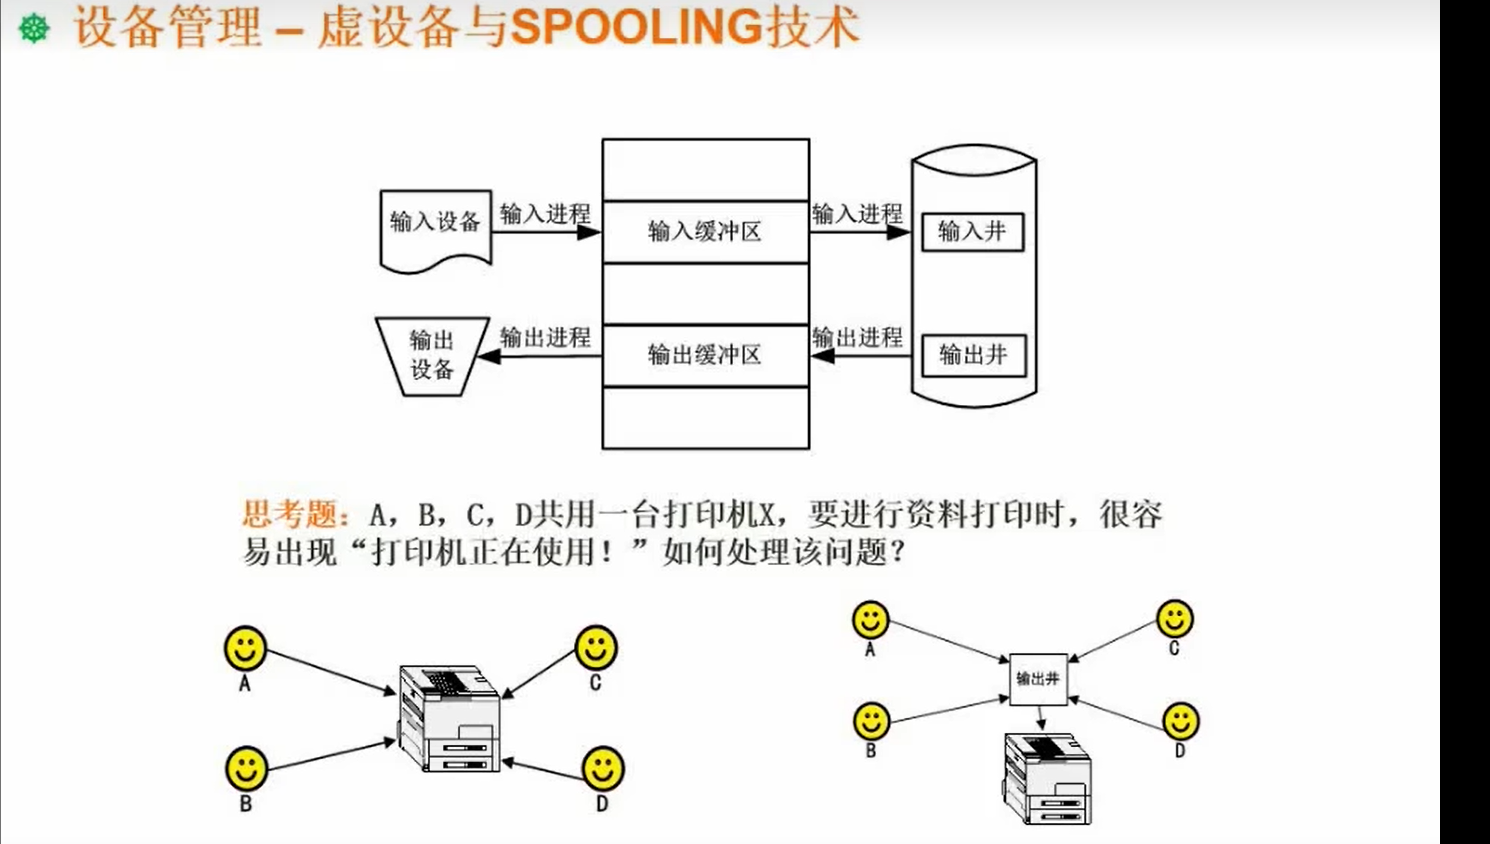 设备管理 – 虚设备与SPOOLING技术
输入设备
输入进程
输入缓冲区
输入进程
输入井
输出
设备
输出进程
输出缓冲区
输出进程
输出井
思考题：A，B，C，D共用一台打印机X，要进行资料打印时，很容
易出现“打印机正在使用！”如何处理该问题？
A
C
B
D
A
C
输出井
B
D